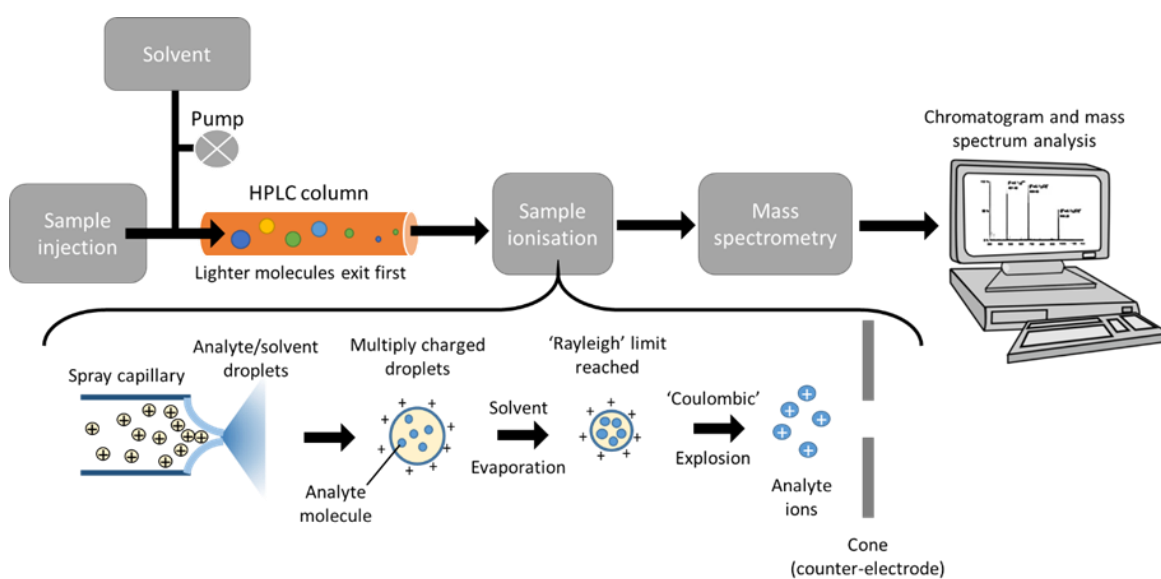 Solvent
Pump
Chromatogram and mass
spectrum analysis
HPLC column
Sample
injection
Sample
ionisation
Mass
spectrometry
Lighter molecules exit first
Spray capillary
Analyte/solvent
droplets
Multiply charged
droplets
'Rayleigh' limit
reached
Solvent
Evaporation
'Coulombic'
Explosion
Analyte
molecule
Analyte
ions
Cone
(counter-electrode)